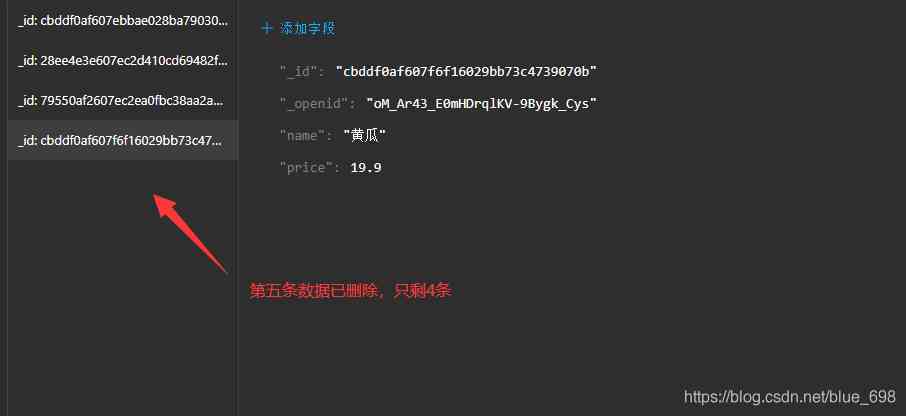 _id: cbddf0af607ebbae028ba79030...
_id: 28ee4e3e607ec2d410cd69482f...
_id: 79550af2607ec2ea0fbc38aa2a...
_id: cbddf0af607f6f16029bb73c47...
+ 添加字段
"_id": "cbddf0af607f6f16029bb73c4739070b"
"_openid": "oM_Ar43_E0mHDrqlKV-9Bygk_Cys"
"name": "黄瓜"
"price": 19.9
第五条数据已删除，只剩4条
https://blog.csdn.net/blue_698